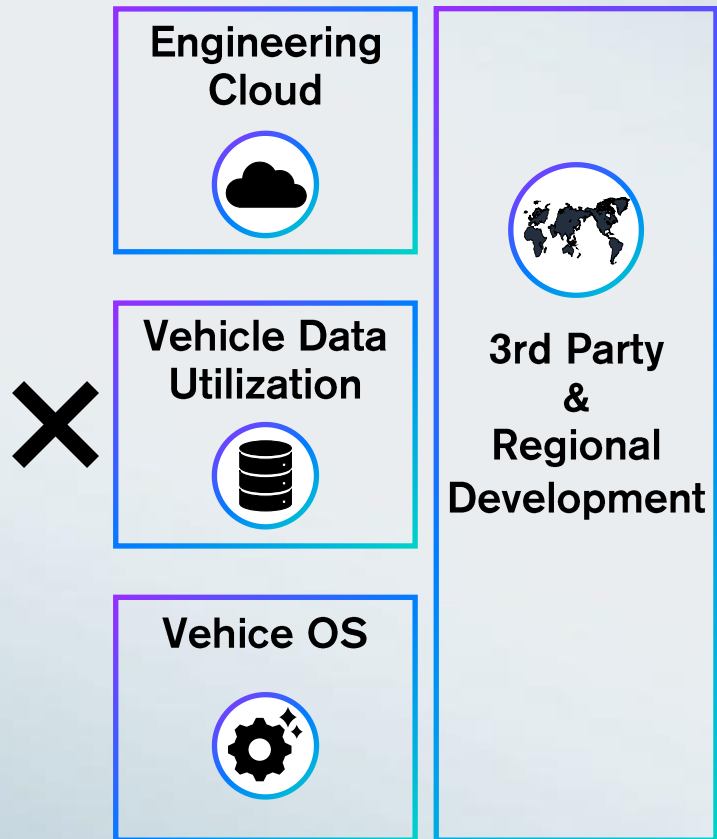 Engineering
Cloud
Vehicle Data
Utilization
Vehice OS
3rd Party
&
Regional
Development